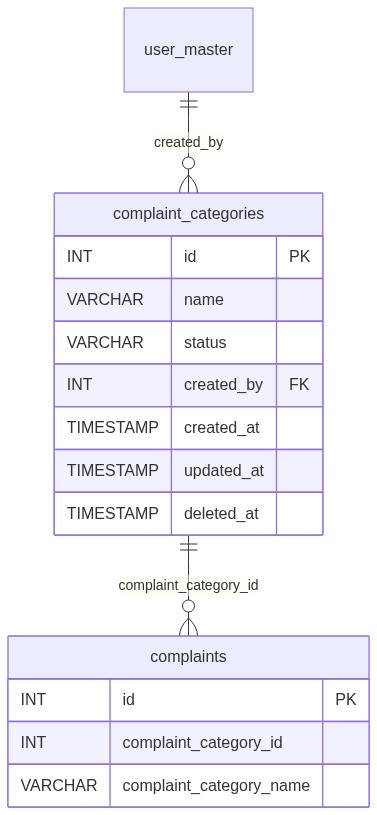 user_master
created_by
complaint_categories
INT id PK
VARCHAR name
VARCHAR status
INT created_by FK
TIMESTAMP created_at
TIMESTAMP updated_at
TIMESTAMP deleted_at
complaint_category_id
complaints
INT id PK
INT complaint_category_id
VARCHAR complaint_category_name